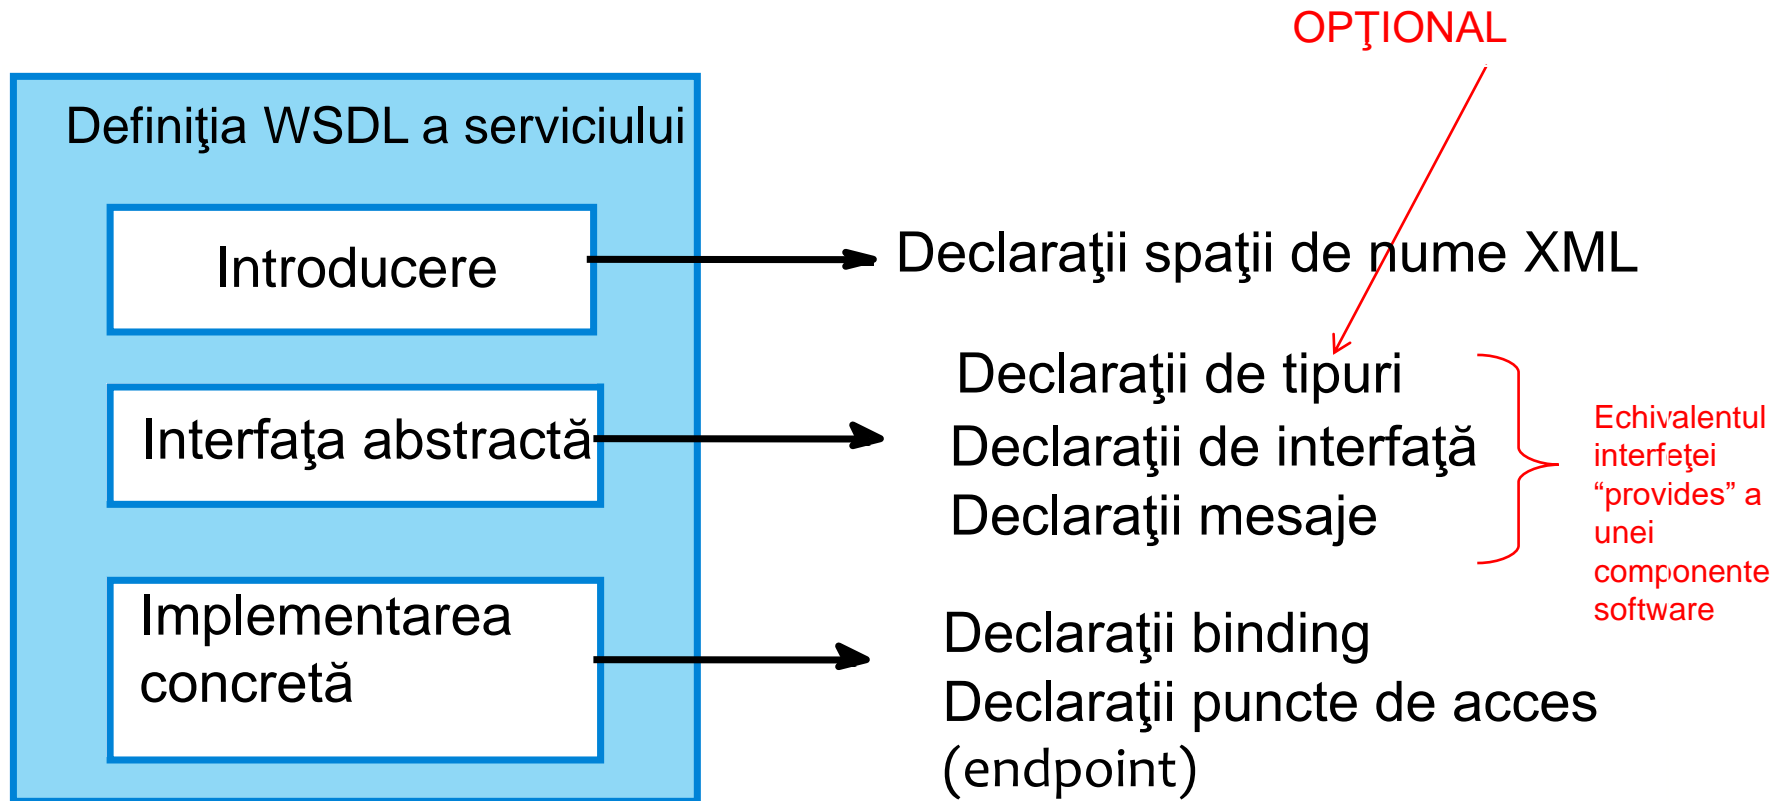 OPŢIONAL
Definiţia WSDL a serviciului
Introducere
Declaraţii spaţii de nume XML
Interfaţa abstractă
Declaraţii de tipuri
Declaraţii de interfaţă
Declaraţii mesaje
Echivalentul
interfeţei
“provides” a
unei
componente
software
Implementarea
concretă
Declaraţii binding
Declaraţii puncte de acces
(endpoint)